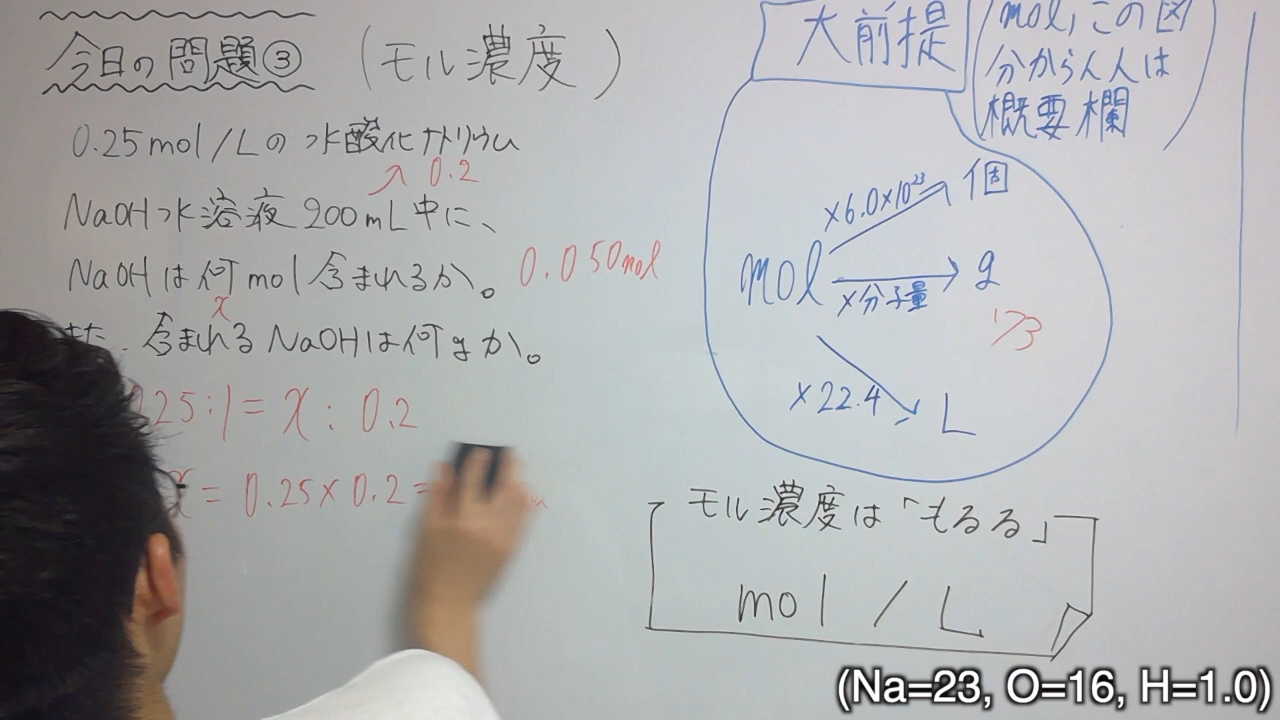 今日の問題③ (モル濃度)
0.25mol/Lの水酸化ナトリウム
0.2
NaOH水溶液200mL中に、
NaOHは何mol含まれるか。 0.050mol
x
た、含まれるNaOHは何gか。
25:1=x:0.2
x=0.25×0.2=
大前提
(mol,この図
分からん人は
概要欄)
×6.0×10²³ 個
mol ×分子量 g
×22.4 L
モル濃度は「もるる」
mol/L
(Na=23, O=16, H=1.0)